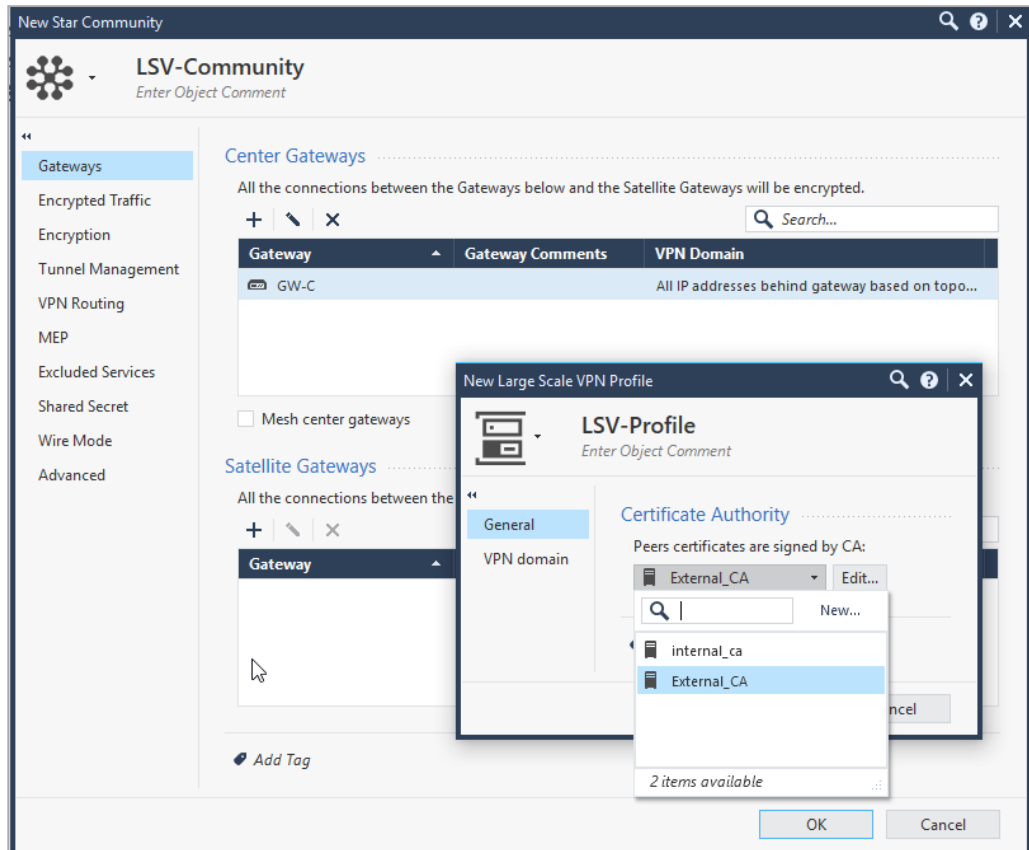 New Star Community
LSV-Community
Enter Object Comment
Gateways
Encrypted Traffic
Encryption
Tunnel Management
VPN Routing
MEP
Excluded Services
Shared Secret
Wire Mode
Advanced
Center Gateways
All the connections between the Gateways below and the Satellite Gateways will be encrypted.
Search...
Gateway Gateway Comments VPN Domain
GW-C All IP addresses behind gateway based on topo...
Mesh center gateways
Satellite Gateways
All the connections between the
Gateway
Add Tag
OK Cancel
New Large Scale VPN Profile
LSV-Profile
Enter Object Comment
General
VPN domain
Certificate Authority
Peers certificates are signed by CA:
External_CA Edit...
New...
internal_ca
External_CA
2 items available
ncel